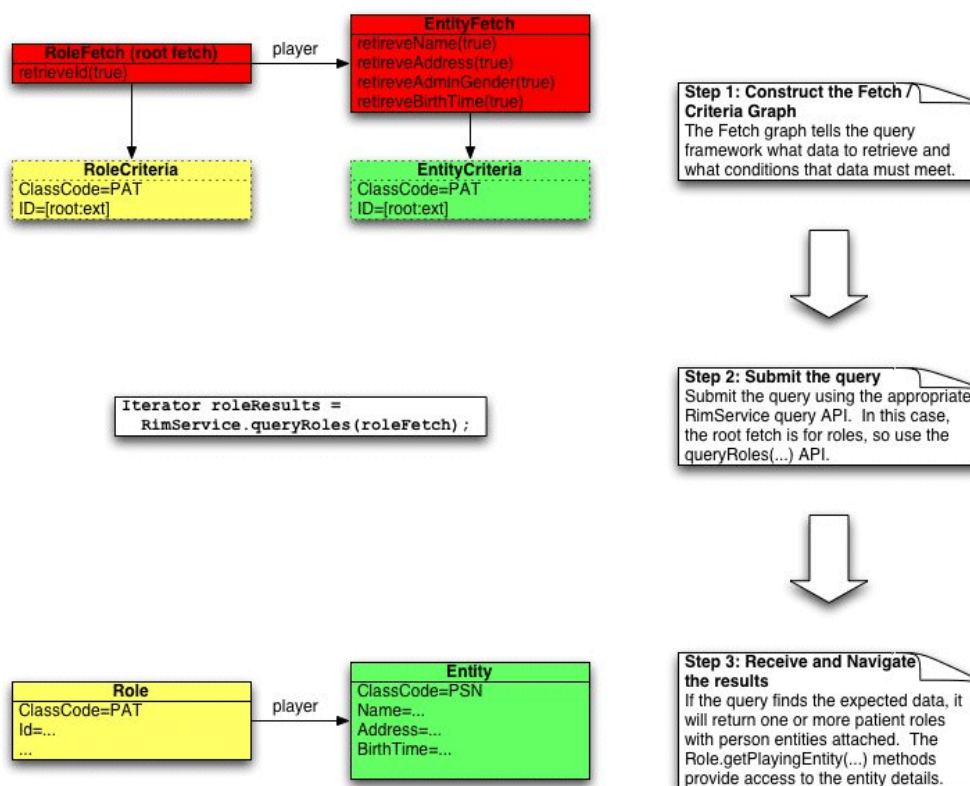 RoleFetch (root fetch)
retrieveId(true)
player
EntityFetch
retireveName(true)
retireveAddress(true)
retireveAdminGender(true)
retireveBirthTime(true)
RoleCriteria
ClassCode=PAT
ID=[root:ext]
EntityCriteria
ClassCode=PAT
ID=[root:ext]
Step 1: Construct the Fetch /
Criteria Graph
The Fetch graph tells the query
framework what data to retrieve and
what conditions that data must meet.
Iterator roleResults =
RimService.queryRoles(roleFetch);
Step 2: Submit the query
Submit the query using the appropriate
RimService query API. In this case,
the root fetch is for roles, so use the
queryRoles(...) API.
Role
ClassCode=PAT
Id=...
...
player
Entity
ClassCode=PSN
Name=...
Address=...
BirthTime=...
Step 3: Receive and Navigate
the results
If the query finds the expected data, it
will return one or more patient roles
with person entities attached. The
Role.getPlayingEntity(...) methods
provide access to the entity details.